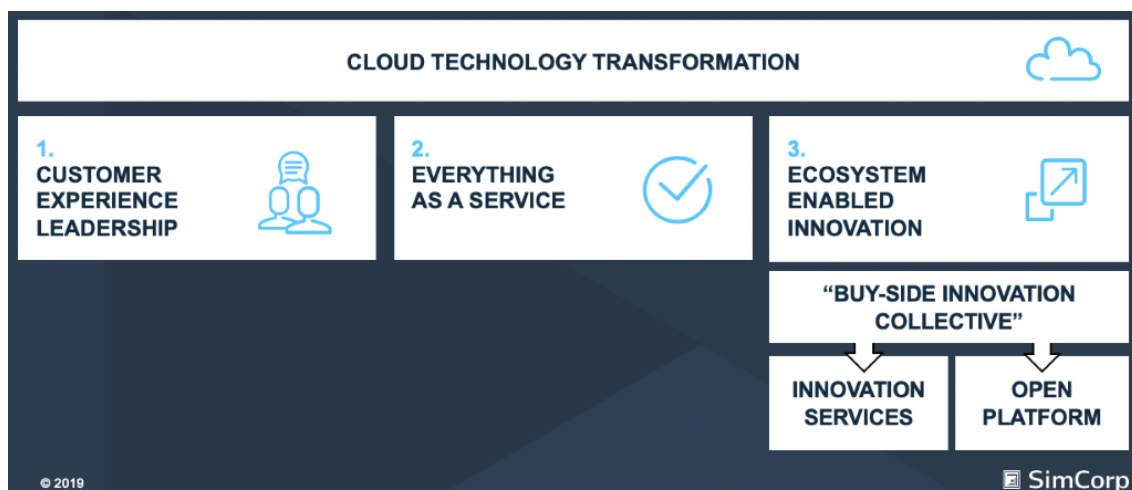 CLOUD TECHNOLOGY TRANSFORMATION
1.
CUSTOMER
EXPERIENCE
LEADERSHIP
2.
EVERYTHING
AS A SERVICE
3.
ECOSYSTEM
ENABLED
INNOVATION
“BUY-SIDE INNOVATION
COLLECTIVE”
INNOVATION
SERVICES
OPEN
PLATFORM
© 2019
SimCorp